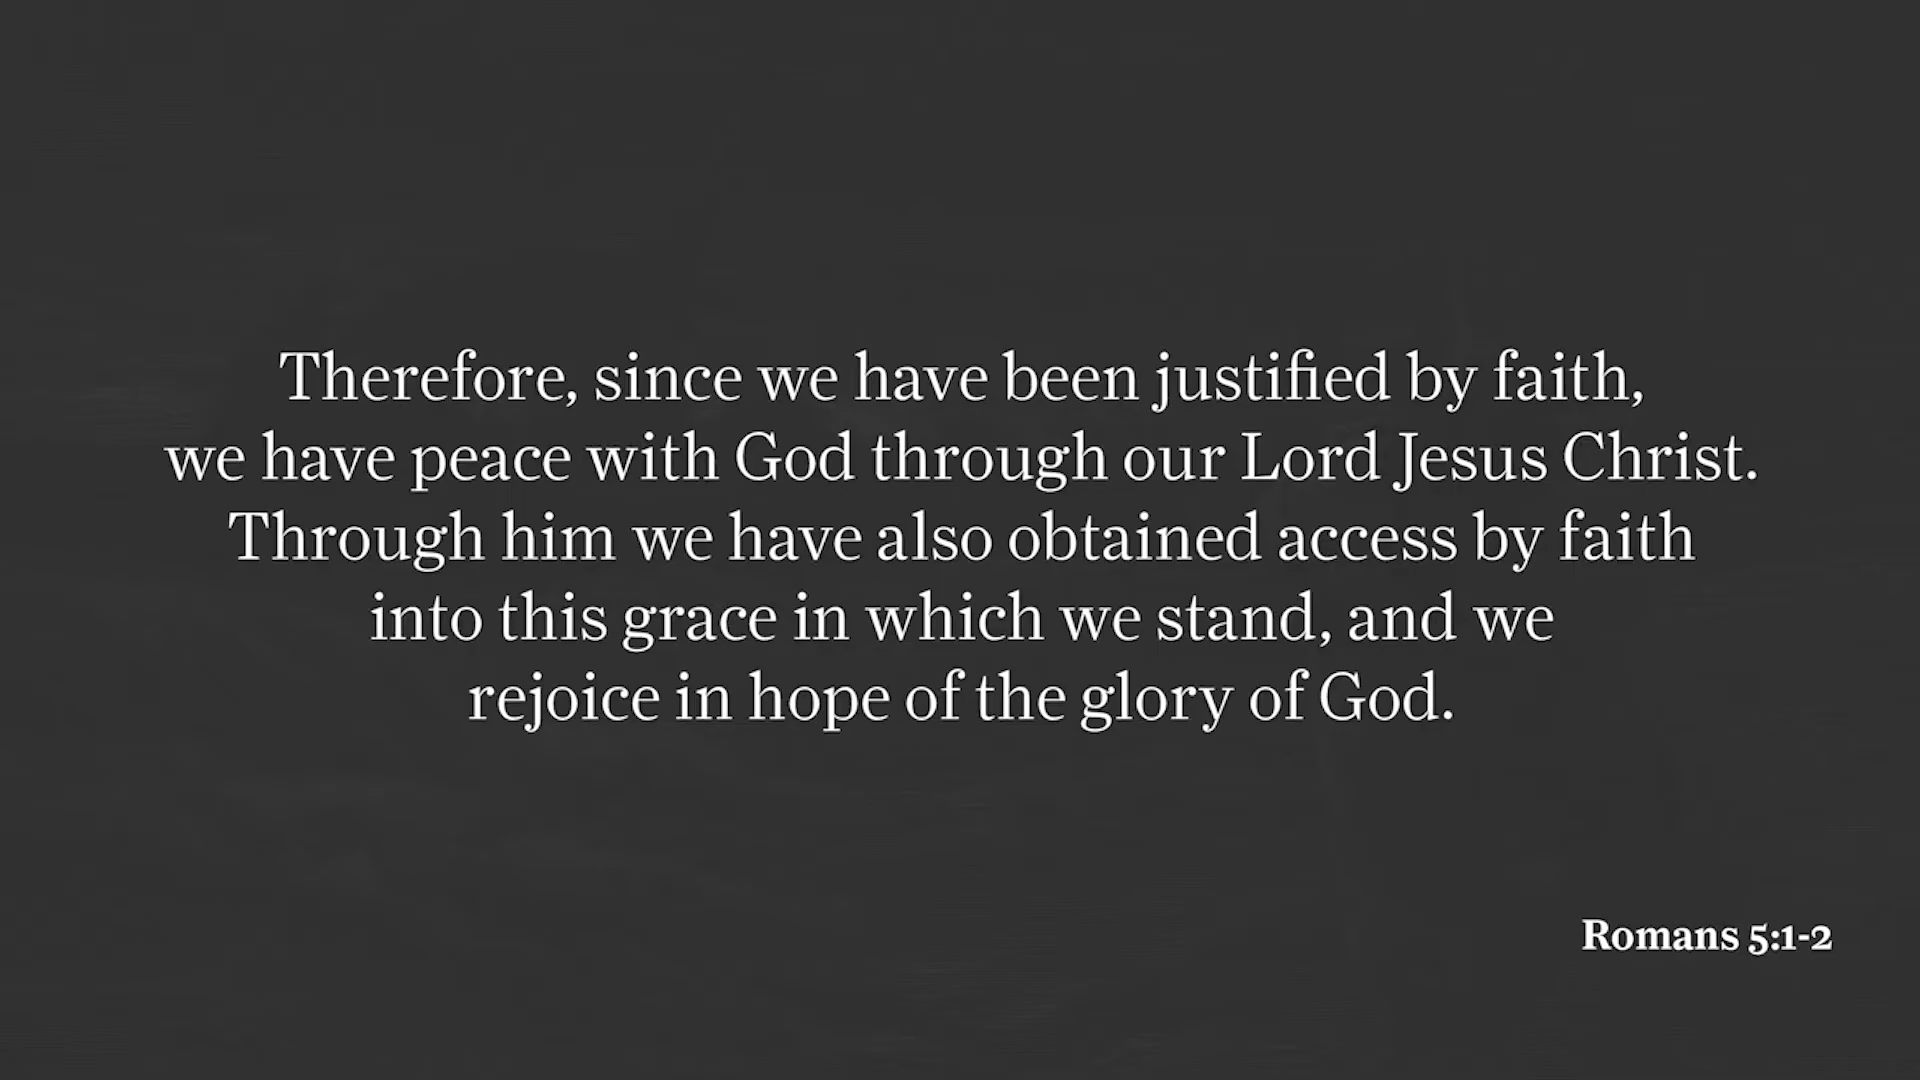 Therefore, since we have been justified by faith,
we have peace with God through our Lord Jesus Christ.
Through him we have also obtained access by faith
into this grace in which we stand, and we
rejoice in hope of the glory of God.
Romans 5:1-2